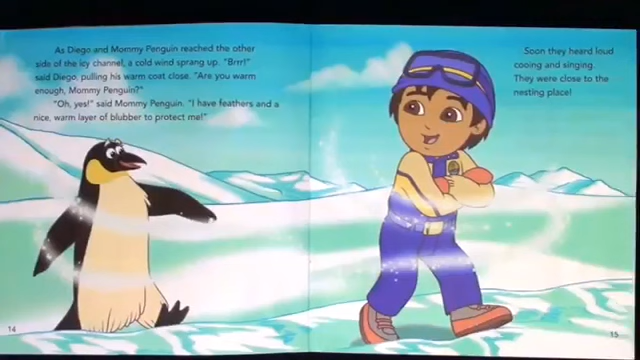 As Diego and Mommy Penguin reached the other
side of the icy channel, a cold wind sprang up. "Brrr!"
said Diego, pulling his warm coat close. "Are you warm
enough, Mommy Penguin?"
"Oh, yes!" said Mommy Penguin. "I have feathers and a
nice, warm layer of blubber to protect me!"
14
Soon they heard loud
cooing and singing.
They were close to the
nesting place!
15